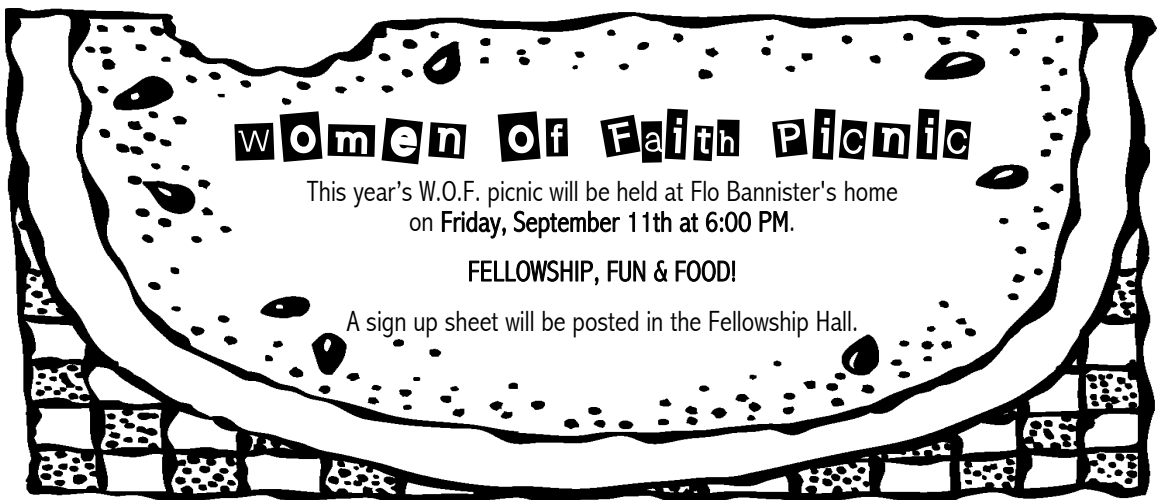 Women Of Faith Picnic
This year’s W.O.F. picnic will be held at Flo Bannister's home
on Friday, September 11th at 6:00 PM.
FELLOWSHIP, FUN & FOOD!
A sign up sheet will be posted in the Fellowship Hall.